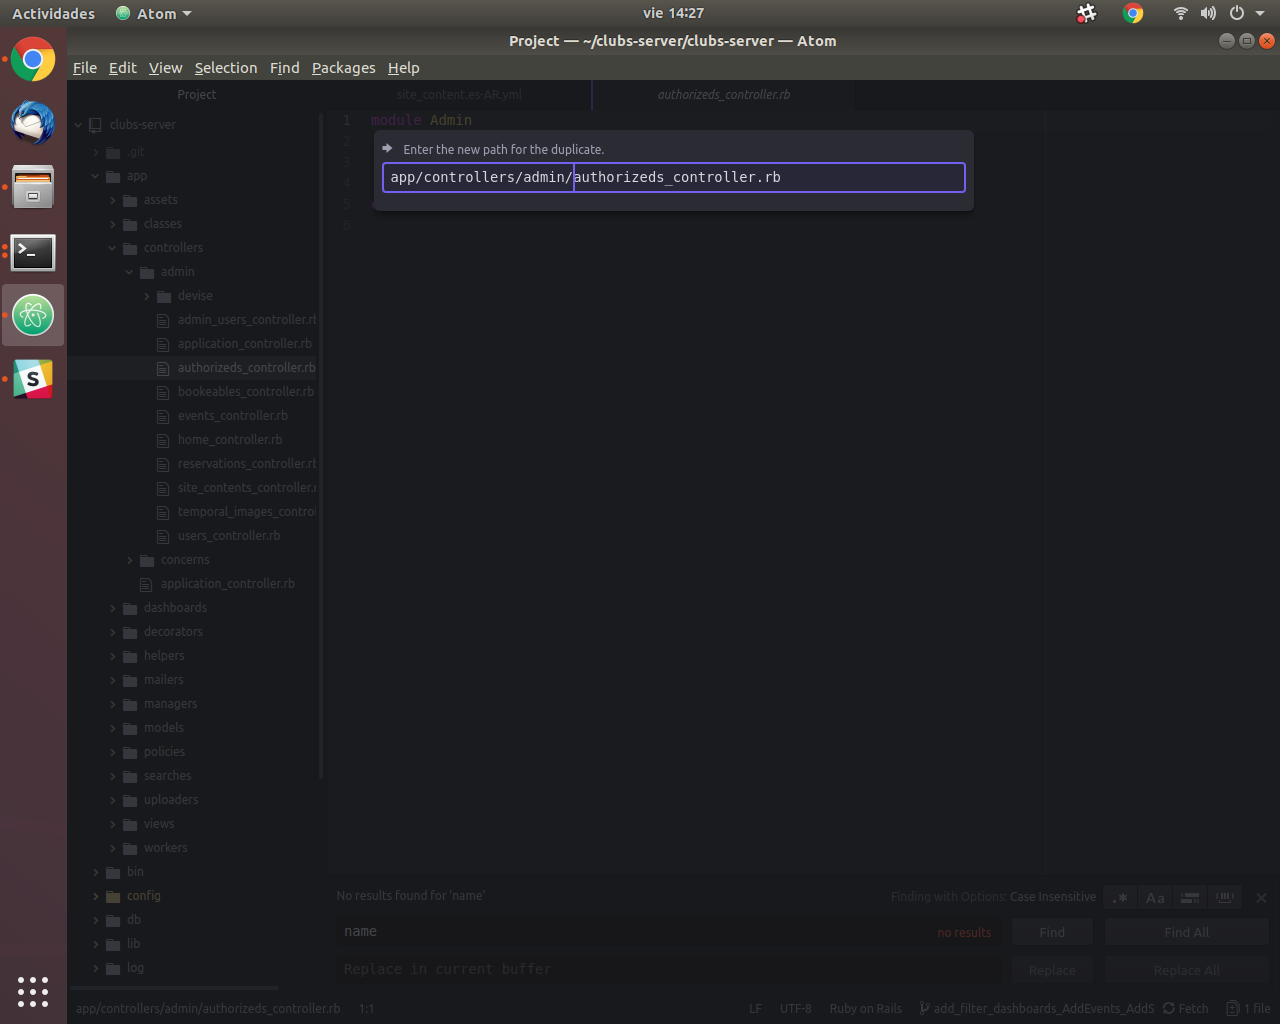 Actividades
Atom
vie 14:27
Project — ~/clubs-server/clubs-server — Atom
File Edit View Selection Find Packages Help
Project
site_content.es-AR.yml
authorizeds_controller.rb
clubs-server
.git
app
assets
classes
controllers
admin
devise
admin_users_controller.rb
application_controller.rb
authorizeds_controller.rb
bookeables_controller.rb
events_controller.rb
home_controller.rb
reservations_controller.rb
site_contents_controller.r
temporal_images_contro
users_controller.rb
concerns
application_controller.rb
dashboards
decorators
helpers
mailers
managers
models
policies
searches
uploaders
views
workers
bin
config
db
lib
log
1 module Admin
2
3
4
5
6
Enter the new path for the duplicate.
app/controllers/admin/authorizeds_controller.rb
No results found for 'name'
Finding with Options: Case Insensitive
.* Aa
name
no results
Find
Find All
Replace in current buffer
Replace
Replace All
app/controllers/admin/authorizeds_controller.rb 1:1
LF UTF-8 Ruby on Rails add_filter_dashboards_AddEvents_AddS Fetch 1 file